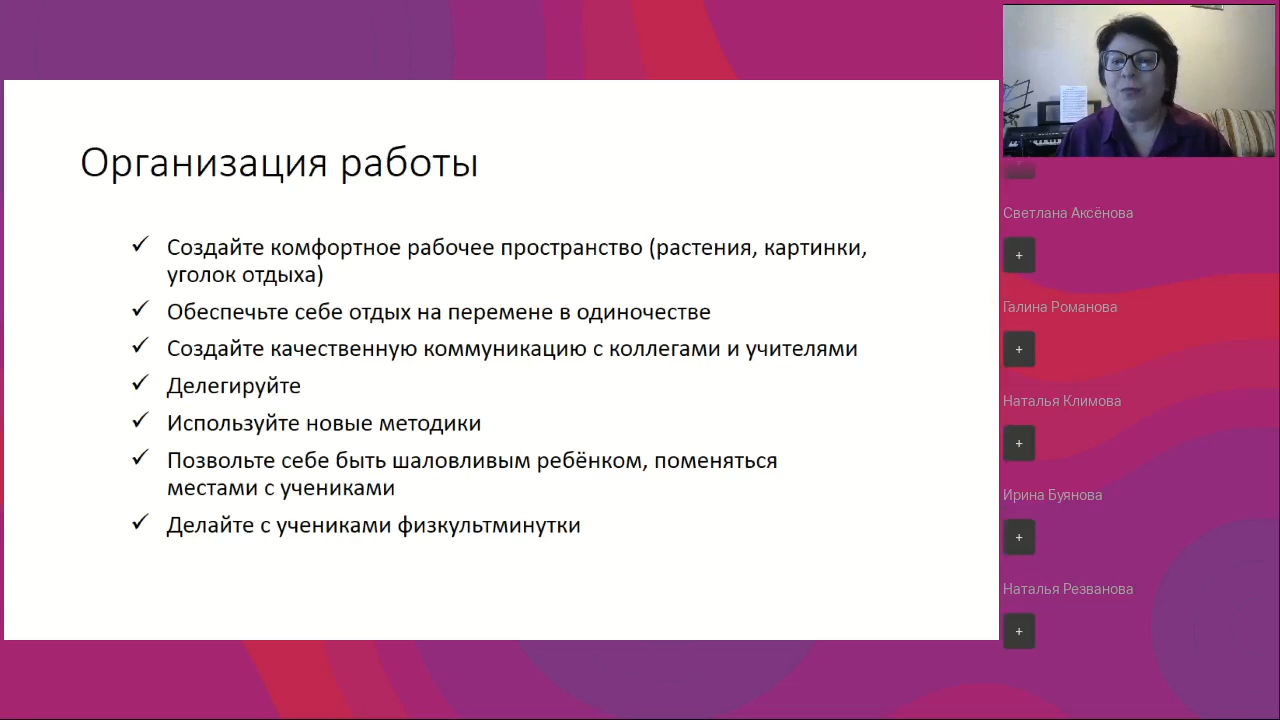 Организация работы
Создайте комфортное рабочее пространство (растения, картинки,
уголок отдыха)
Обеспечьте себе отдых на перемене в одиночестве
Создайте качественную коммуникацию с коллегами и учителями
Делегируйте
Используйте новые методики
Позвольте себе быть шаловливым ребёнком, поменяться
местами с учениками
Делайте с учениками физкультминутки
Светлана Аксёнова
+
Галина Романова
+
Наталья Климова
+
Ирина Буянова
+
Наталья Резванова
+